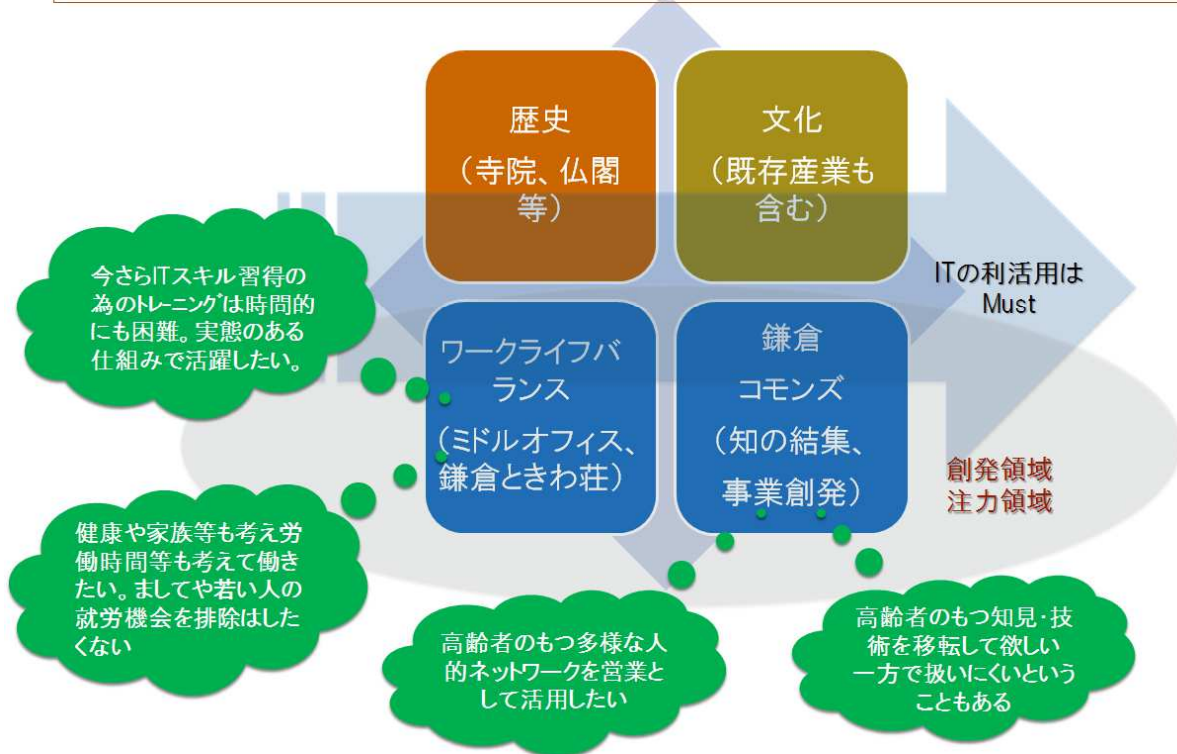 歴史
（寺院、仏閣
等）
文化
（既存産業も
含む）
今さらITスキル習得の
為のﾄﾚｰﾆﾝｸﾞは時間的
にも困難。実態のある
仕組みで活躍したい。
ITの利活用は
Must
ワークライフバ
ランス
（ミドルオフィス、
鎌倉ときわ荘）
鎌倉
コモンズ
（知の結集、
事業創発）
創発領域
注力領域
健康や家族等も考え労
働時間等も考えて働き
たい。ましてや若い人の
就労機会を排除はした
くない
高齢者のもつ多様な人
的ネットワークを営業と
して活用したい
高齢者のもつ知見・技
術を移転して欲しい
一方で扱いにくいという
こともある